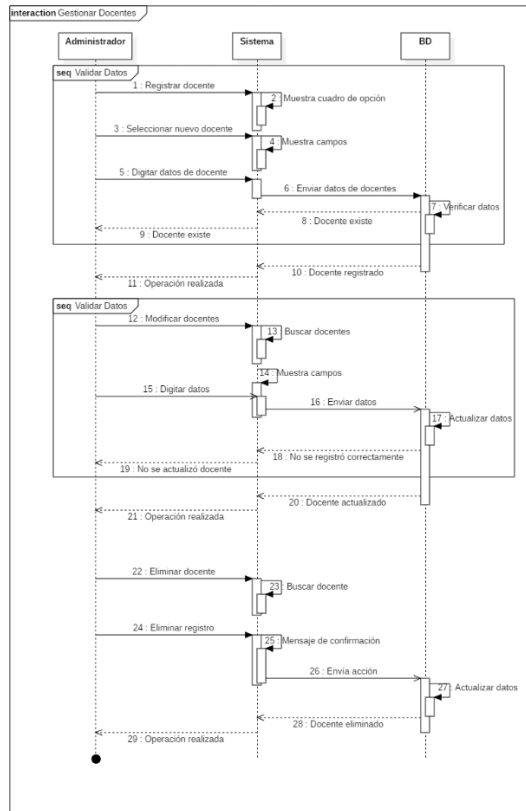 interaction Gestionar Docentes
Administrador
Sistema
BD
seq Validar Datos
1 : Registrar docente
2 : Muestra cuadro de opción
3 : Seleccionar nuevo docente
4 : Muestra campos
5 : Digitar datos de docente
6 : Enviar datos de docentes
7 : Verificar datos
8 : Docente existe
9 : Docente existe
10 : Docente registrado
11 : Operación realizada
seq Validar Datos
12 : Modificar docentes
13 : Buscar docentes
14 : Muestra campos
15 : Digitar datos
16 : Enviar datos
17 : Actualizar datos
18 : No se registró correctamente
19 : No se actualizó docente
20 : Docente actualizado
21 : Operación realizada
22 : Eliminar docente
23 : Buscar docente
24 : Eliminar registro
25 : Mensaje de confirmación
26 : Envía acción
27 : Actualizar datos
28 : Docente eliminado
29 : Operación realizada